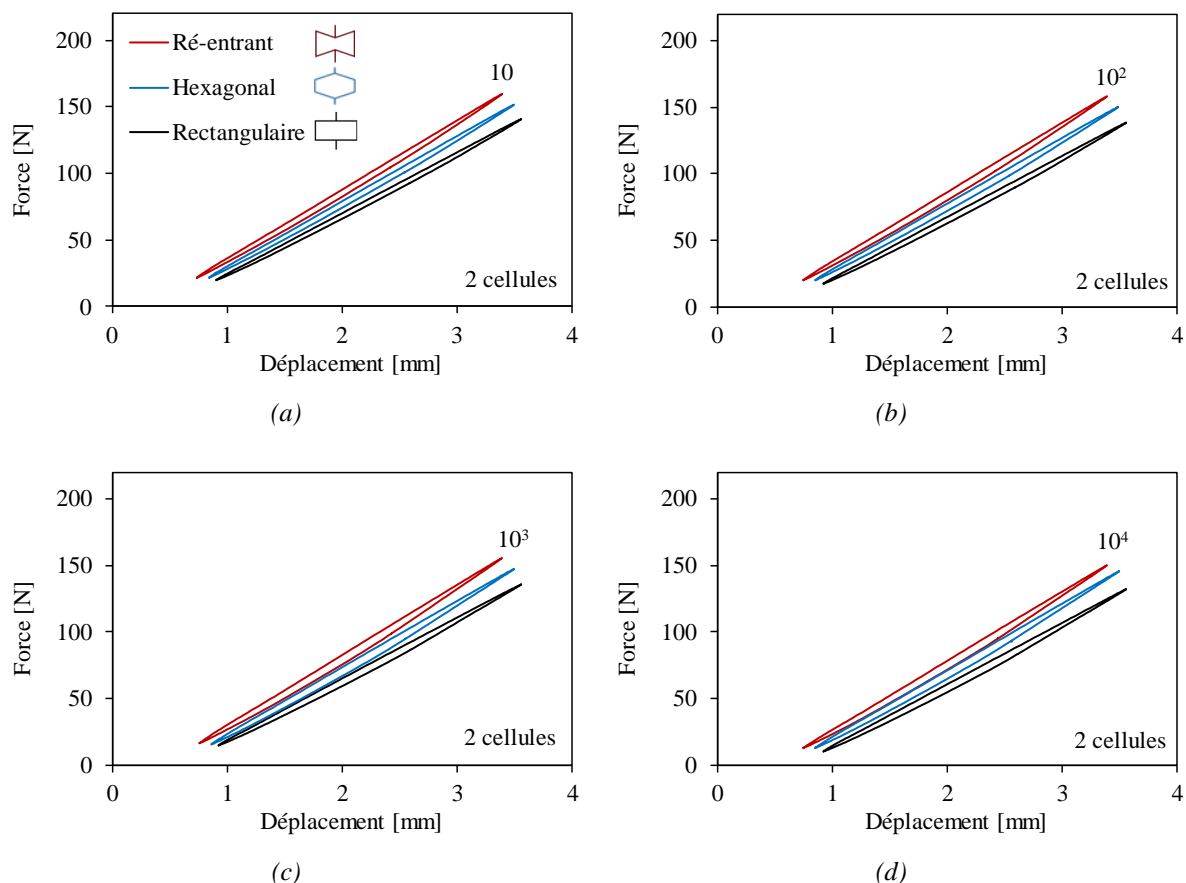 200
150
100
50
0
Force [N]
Ré-entrant
Hexagonal
Rectangulaire
10
2 cellules
0 1 2 3 4
Déplacement [mm]
(a)
200
150
100
50
0
Force [N]
10²
2 cellules
0 1 2 3 4
Déplacement [mm]
(b)
200
150
100
50
0
Force [N]
10³
2 cellules
0 1 2 3 4
Déplacement [mm]
(c)
200
150
100
50
0
Force [N]
10⁴
2 cellules
0 1 2 3 4
Déplacement [mm]
(d)